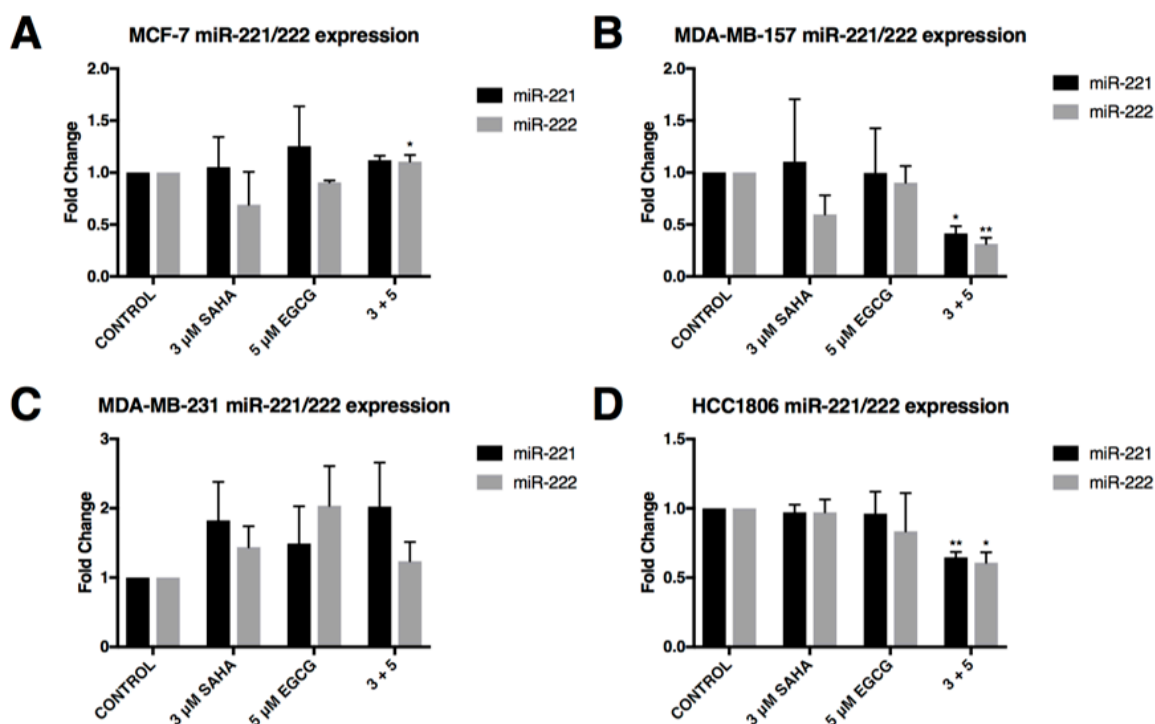 A
MCF-7 miR-221/222 expression
Fold Change
2.0
1.5
1.0
0.5
0.0
*
miR-221
miR-222
CONTROL
3 µM SAHA
5 µM EGCG
3 + 5
B
MDA-MB-157 miR-221/222 expression
Fold Change
2.0
1.5
1.0
0.5
0.0
*
**
miR-221
miR-222
CONTROL
3 µM SAHA
5 µM EGCG
3 + 5
C
MDA-MB-231 miR-221/222 expression
Fold Change
3
2
1
0
miR-221
miR-222
CONTROL
3 µM SAHA
5 µM EGCG
3 + 5
D
HCC1806 miR-221/222 expression
Fold Change
1.5
1.0
0.5
0.0
**
*
miR-221
miR-222
CONTROL
3 µM SAHA
5 µM EGCG
3 + 5